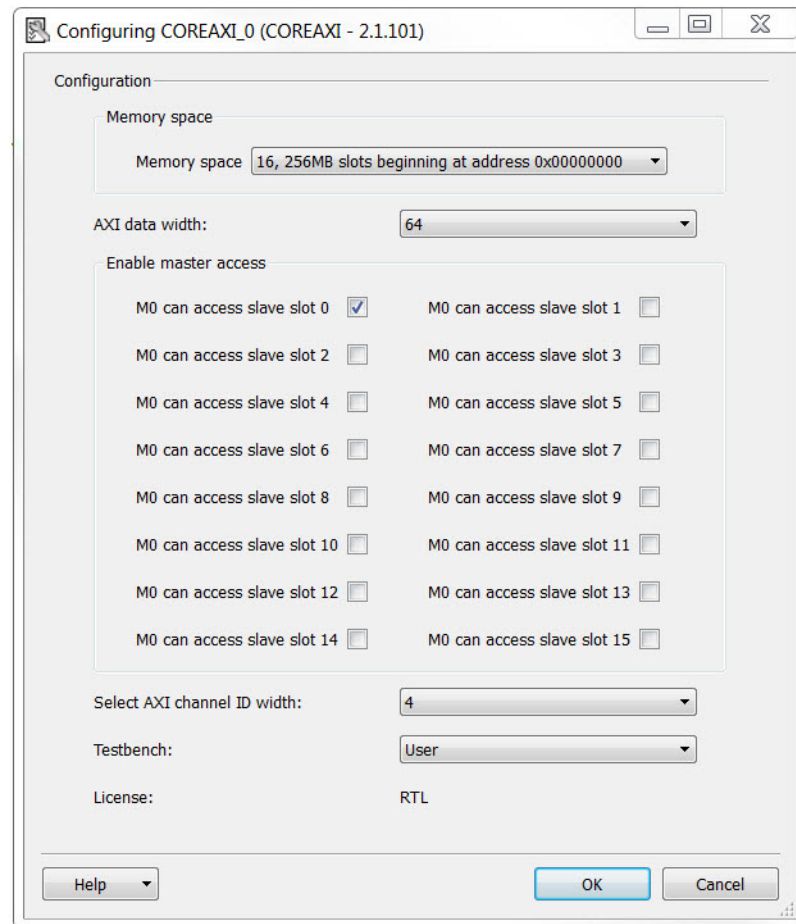 Configuring COREAXI_0 (COREAXI - 2.1.101)
Configuration
Memory space
Memory space 16, 256MB slots beginning at address 0x00000000
AXI data width: 64
Enable master access
M0 can access slave slot 0 M0 can access slave slot 1
M0 can access slave slot 2 M0 can access slave slot 3
M0 can access slave slot 4 M0 can access slave slot 5
M0 can access slave slot 6 M0 can access slave slot 7
M0 can access slave slot 8 M0 can access slave slot 9
M0 can access slave slot 10 M0 can access slave slot 11
M0 can access slave slot 12 M0 can access slave slot 13
M0 can access slave slot 14 M0 can access slave slot 15
Select AXI channel ID width: 4
Testbench: User
License: RTL
Help OK Cancel